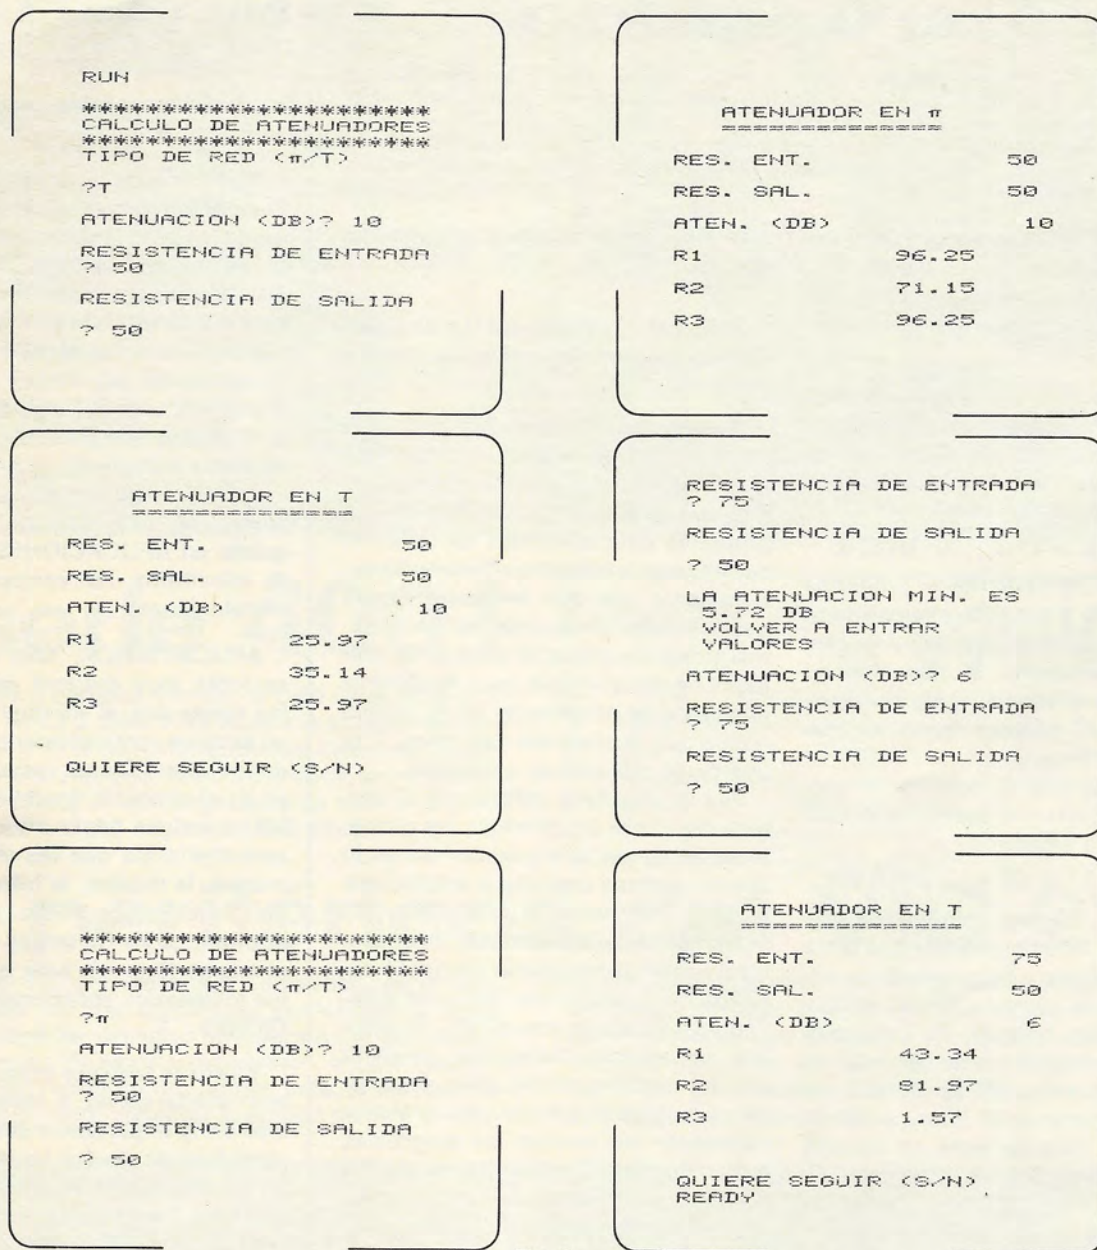 RUN
**********************
CALCULO DE ATENUADORES
**********************
TIPO DE RED (π/T)
?T
ATENUACION (DB)? 10
RESISTENCIA DE ENTRADA
? 50
RESISTENCIA DE SALIDA
? 50
ATENUADOR EN T
==============
RES. ENT. 50
RES. SAL. 50
ATEN. (DB) 10
R1 25.97
R2 35.14
R3 25.97
QUIERE SEGUIR (S/N)
**********************
CALCULO DE ATENUADORES
**********************
TIPO DE RED (π/T)
?π
ATENUACION (DB)? 10
RESISTENCIA DE ENTRADA
? 50
RESISTENCIA DE SALIDA
? 50
ATENUADOR EN π
==============
RES. ENT. 50
RES. SAL. 50
ATEN. (DB) 10
R1 96.25
R2 71.15
R3 96.25
RESISTENCIA DE ENTRADA
? 75
RESISTENCIA DE SALIDA
? 50
LA ATENUACION MIN. ES
5.72 DB
VOLVER A ENTRAR
VALORES
ATENUACION (DB)? 6
RESISTENCIA DE ENTRADA
? 75
RESISTENCIA DE SALIDA
? 50
ATENUADOR EN T
==============
RES. ENT. 75
RES. SAL. 50
ATEN. (DB) 6
R1 43.34
R2 81.97
R3 1.57
QUIERE SEGUIR (S/N)
READY